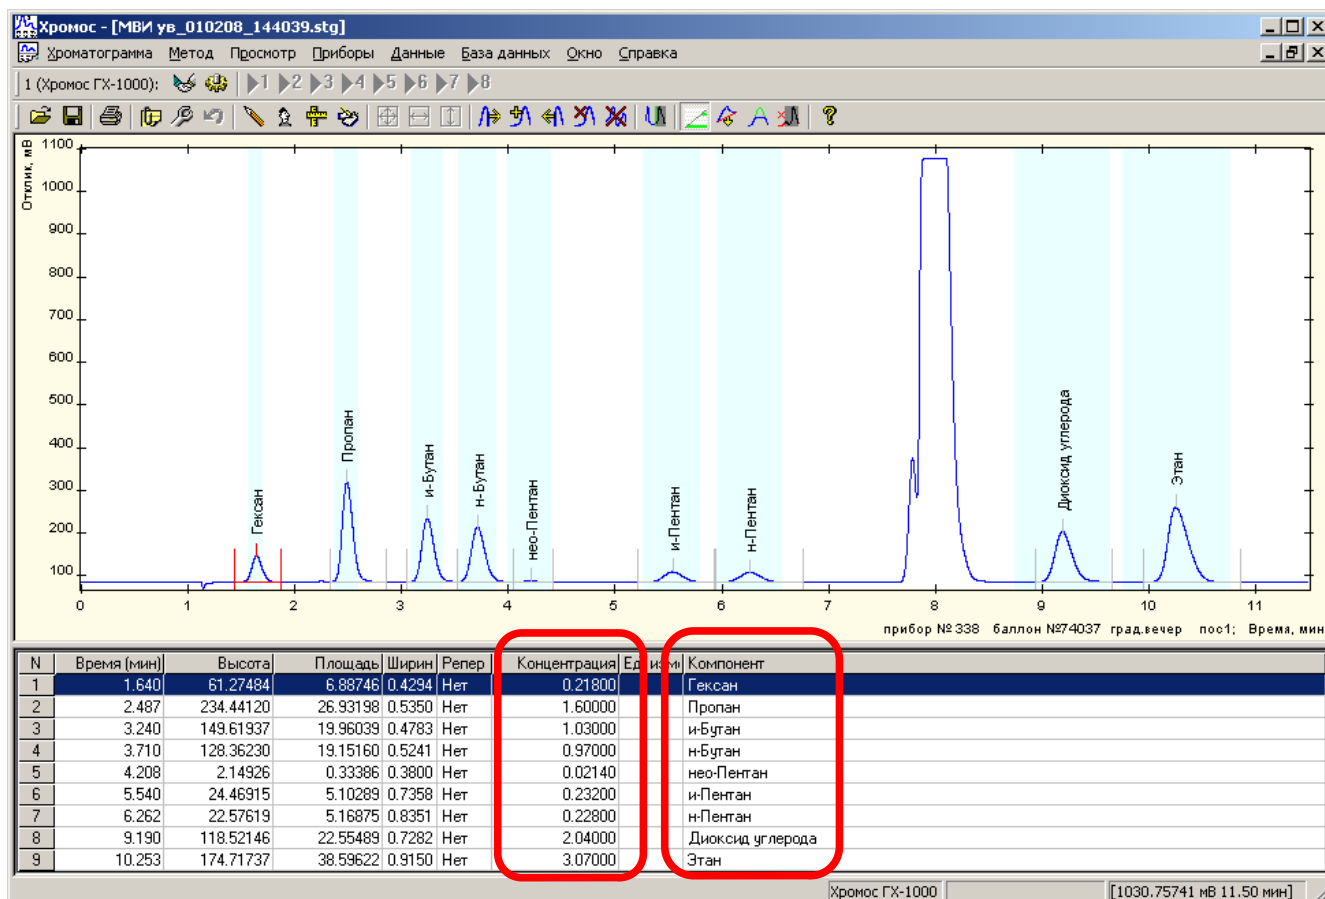 Хромос - [МВИ ув_010208_144039.stg]
Хроматограмма Метод Просмотр Приборы Данные База данных Окно Справка
1 (Хромос ГХ-1000): 1 2 3 4 5 6 7 8
Отклик, мВ
1100
1000
900
800
700
600
500
400
300
200
100
Гексан
Пропан
и-Бутан
н-Бутан
нео-Пентан
и-Пентан
н-Пентан
Диоксид углерода
Этан
0 1 2 3 4 5 6 7 8 9 10 11
прибор № 338 баллон №74037 град.вечер пос1; Время, мин
N Время (мин) Высота Площадь Ширин Репер Концентрация Ед. изм Компонент
1 1.640 61.27484 6.88746 0.4294 Нет 0.21800 Гексан
2 2.487 234.44120 26.93198 0.5350 Нет 1.60000 Пропан
3 3.240 149.61937 19.96039 0.4783 Нет 1.03000 и-Бутан
4 3.710 128.36230 19.15160 0.5241 Нет 0.97000 н-Бутан
5 4.208 2.14926 0.33386 0.3800 Нет 0.02140 нео-Пентан
6 5.540 24.46915 5.10289 0.7358 Нет 0.23200 и-Пентан
7 6.262 22.57619 5.16875 0.8351 Нет 0.22800 н-Пентан
8 9.190 118.52146 22.55489 0.7282 Нет 2.04000 Диоксид углерода
9 10.253 174.71737 38.59622 0.9150 Нет 3.07000 Этан
Хромос ГХ-1000 [1030.75741 мВ 11.50 мин]